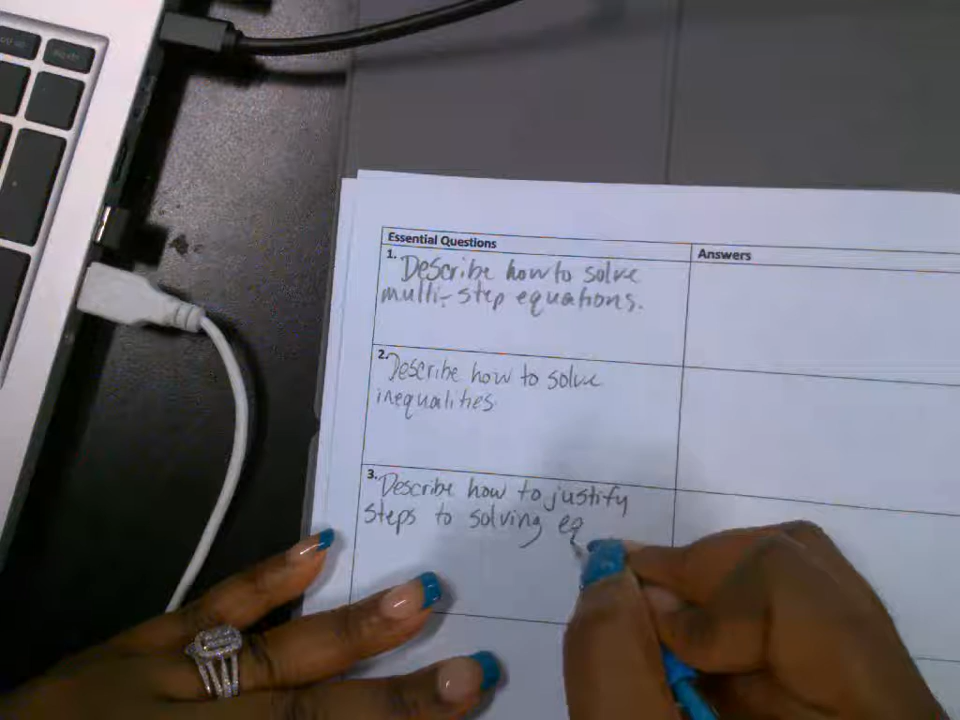 Essential Questions
Answers
1. Describe how to solve
multi-step equations.
2. Describe how to solve
inequalities
3. Describe how to justify
steps to solving eq